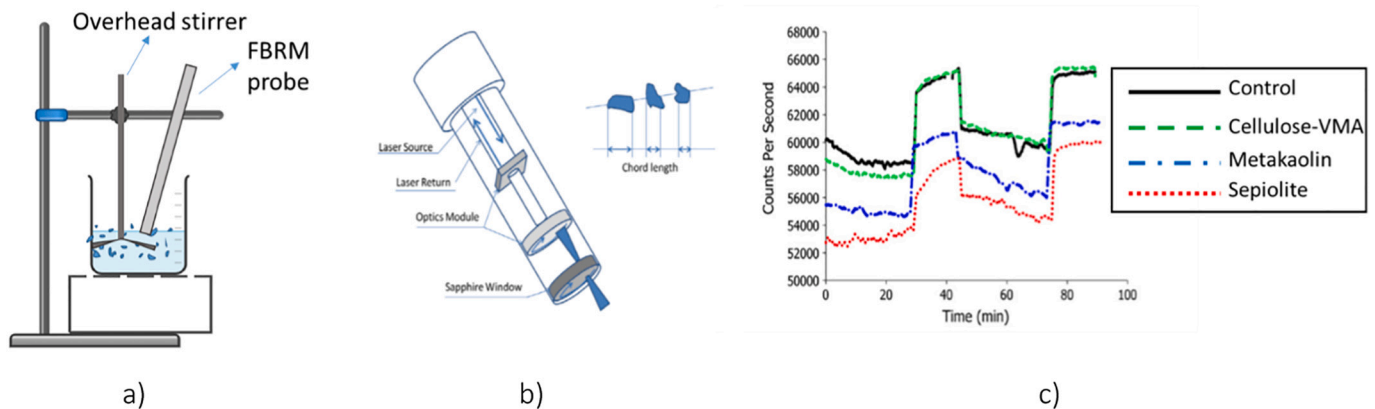 Overhead stirrer
FBRM
probe
a)
Laser Source
Laser Return
Optics Module
Sapphire Window
Chord length
b)
Counts Per Second
68000
66000
64000
62000
60000
58000
56000
54000
52000
50000
0
20
40
60
80
100
Time (min)
Control
Cellulose-VMA
Metakaolin
Sepiolite
c)